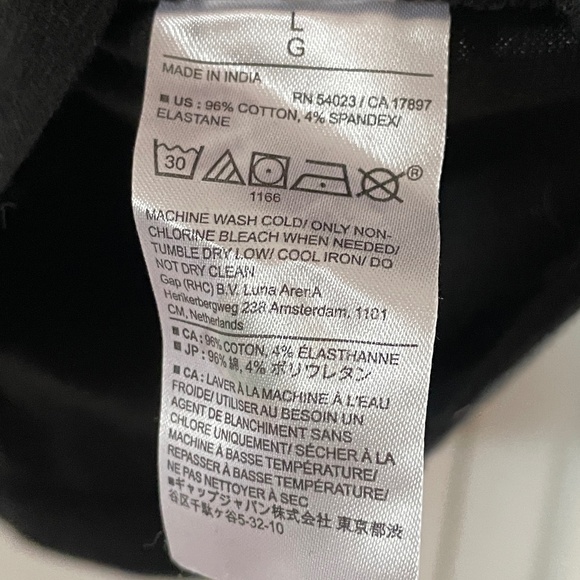 L
G
MADE IN INDIA
RN 54023 / CA 17897
■ US : 96% COTTON, 4% SPANDEX/
ELASTANE
30
®
1166
MACHINE WASH COLD/ ONLY NON-
CHLORINE BLEACH WHEN NEEDED/
TUMBLE DRY LOW/ COOL IRON/ DO
NOT DRY CLEAN
Gap (RHC) B.V. Luna ArenA
Herikerbergweg 238 Amsterdam, 1101
CM, Netherlands
■ CA : 96% COTON, 4% ÉLASTHANNE
■ JP : 96% 綿, 4% ポリウレタン
■ CA : LAVER À LA MACHINE À L'EAU
FROIDE/ UTILISER AU BESOIN UN
AGENT DE BLANCHIMENT SANS
CHLORE UNIQUEMENT/ SÉCHER À LA
MACHINE À BASSE TEMPÉRATURE/
REPASSER À BASSE TEMPÉRATURE/
NE PAS NETTOYER À SEC
■ギャップジャパン株式会社 東京都渋
谷区千駄ヶ谷5-32-10